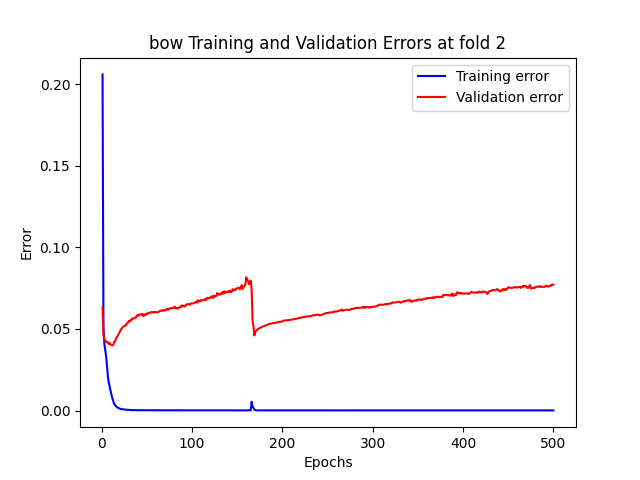 bow Training and Validation Errors at fold 2
Training error
Validation error
0.20
0.15
0.10
0.05
0.00
Error
0
100
200
300
400
500
Epochs